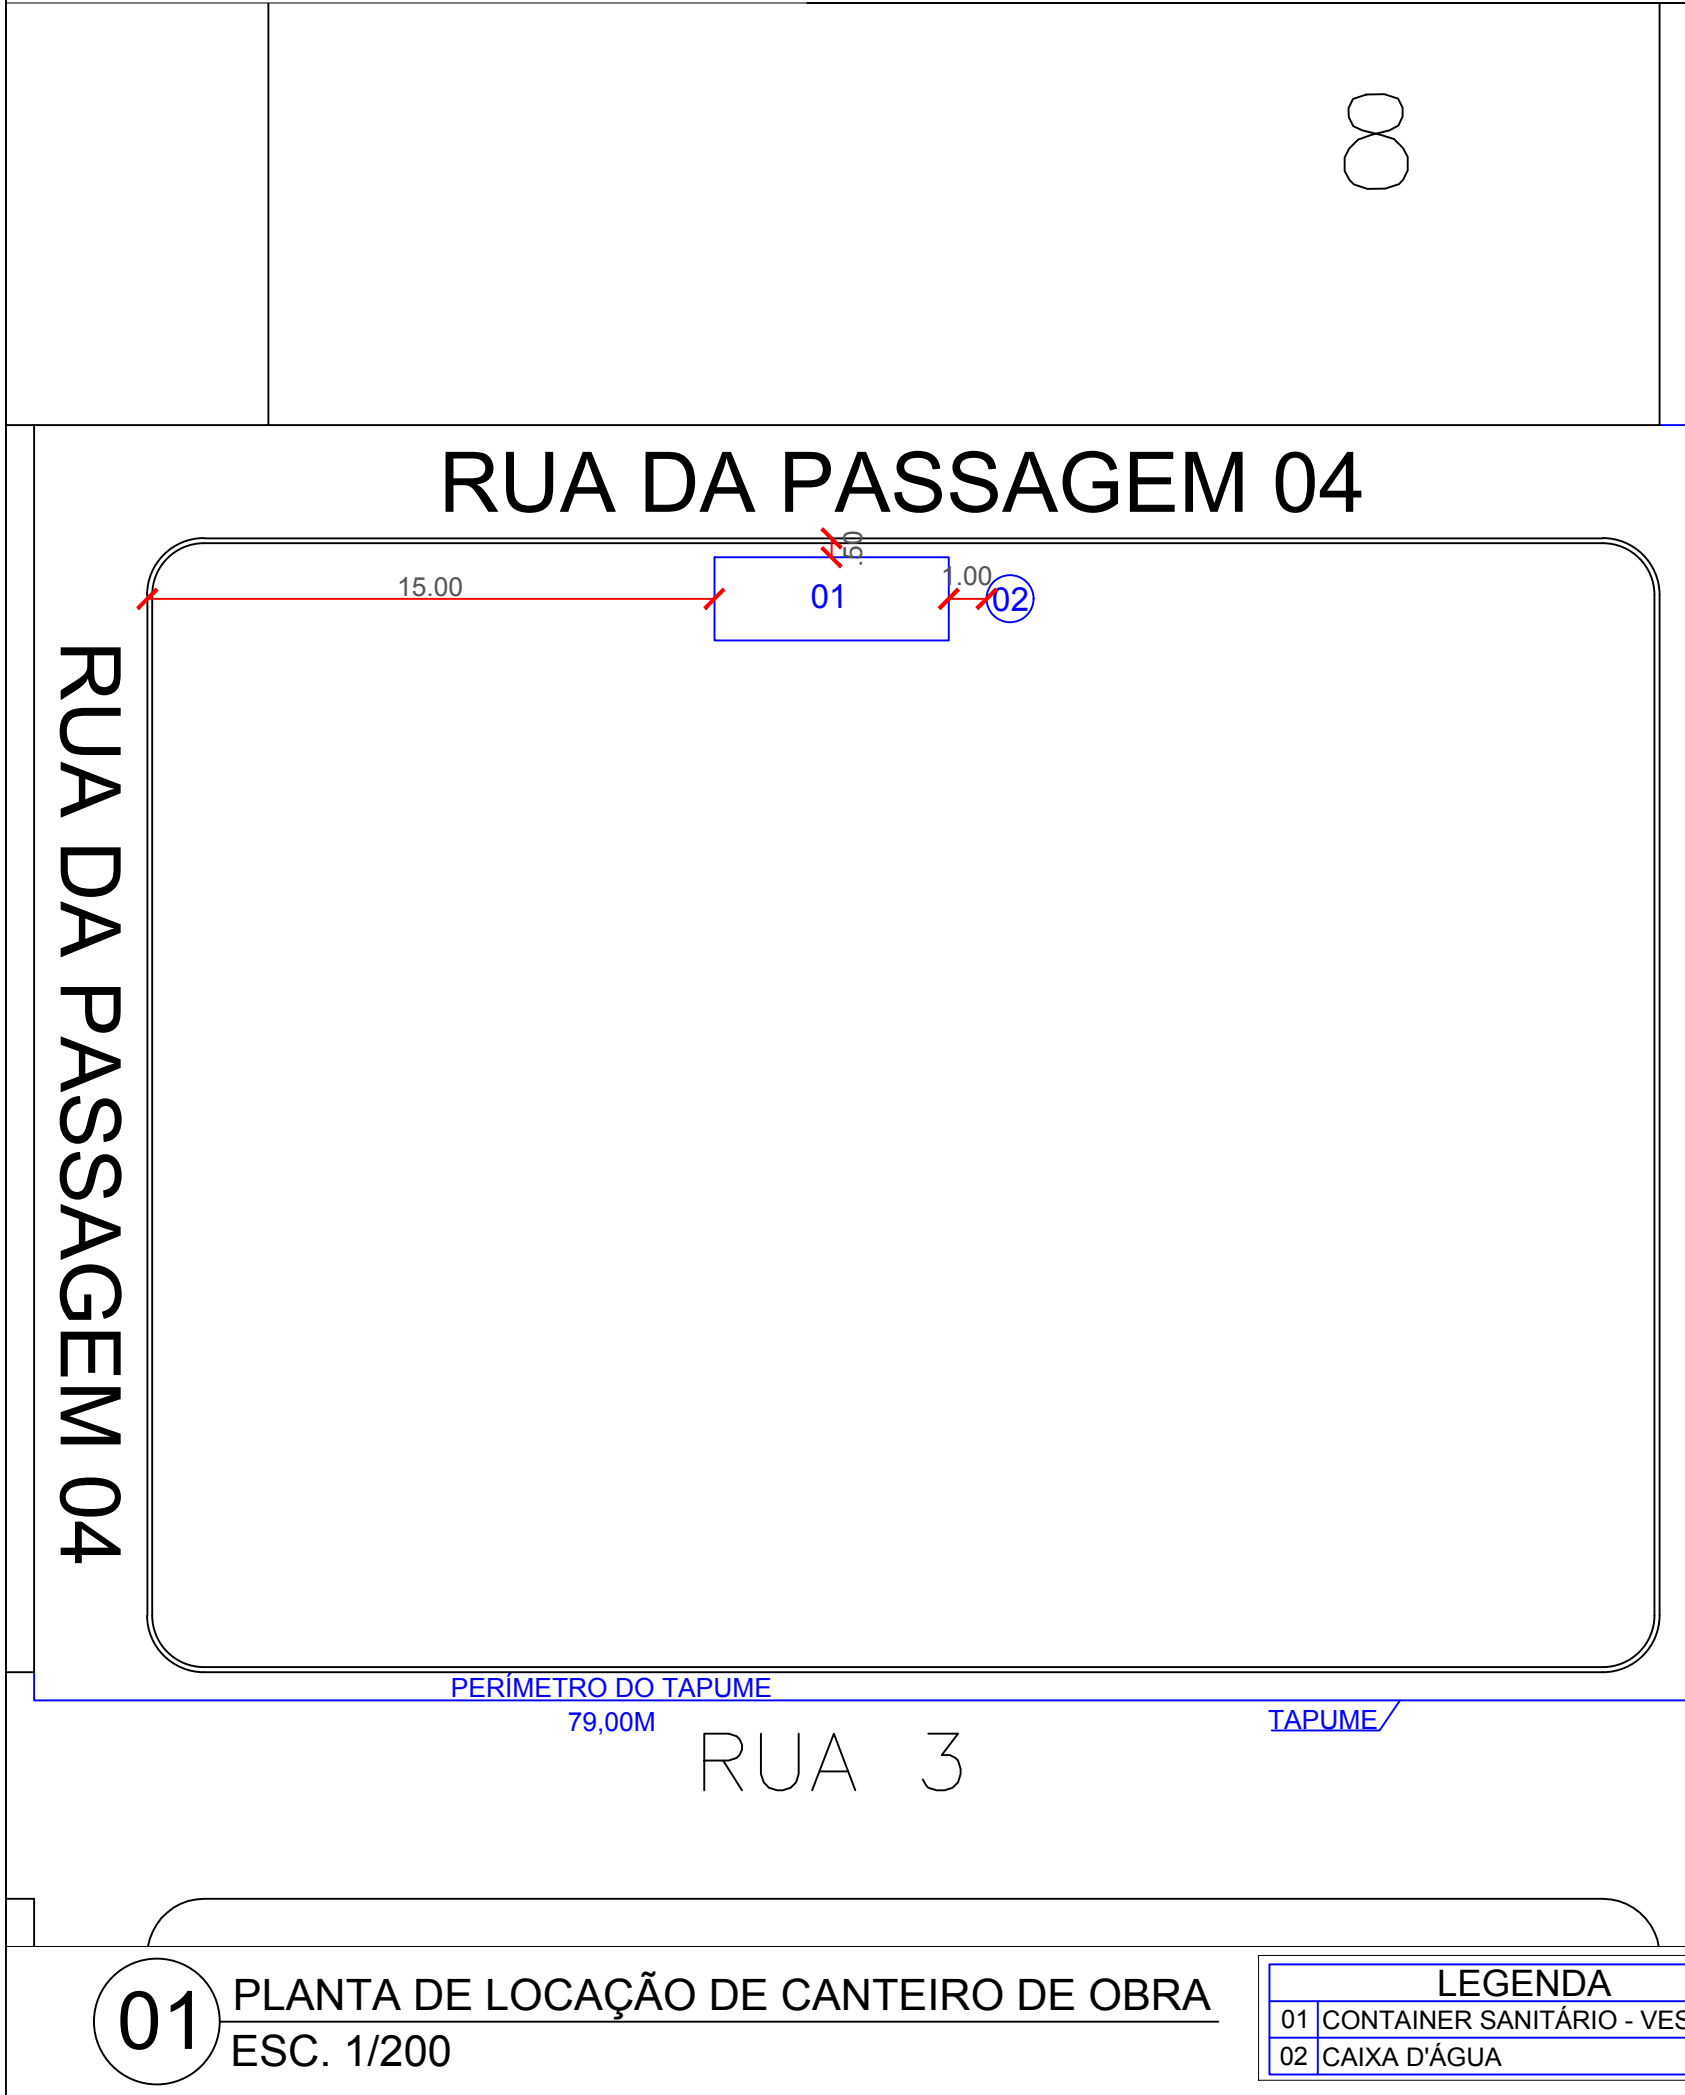 8
RUA DA PASSAGEM 04
.50
15.00
01
1.00
02
RUA DA PASSAGEM 04
PERÍMETRO DO TAPUME
79,00M
TAPUME
RUA 3
01
PLANTA DE LOCAÇÃO DE CANTEIRO DE OBRA
ESC. 1/200
LEGENDA
01 CONTAINER SANITÁRIO - VES
02 CAIXA D'ÁGUA